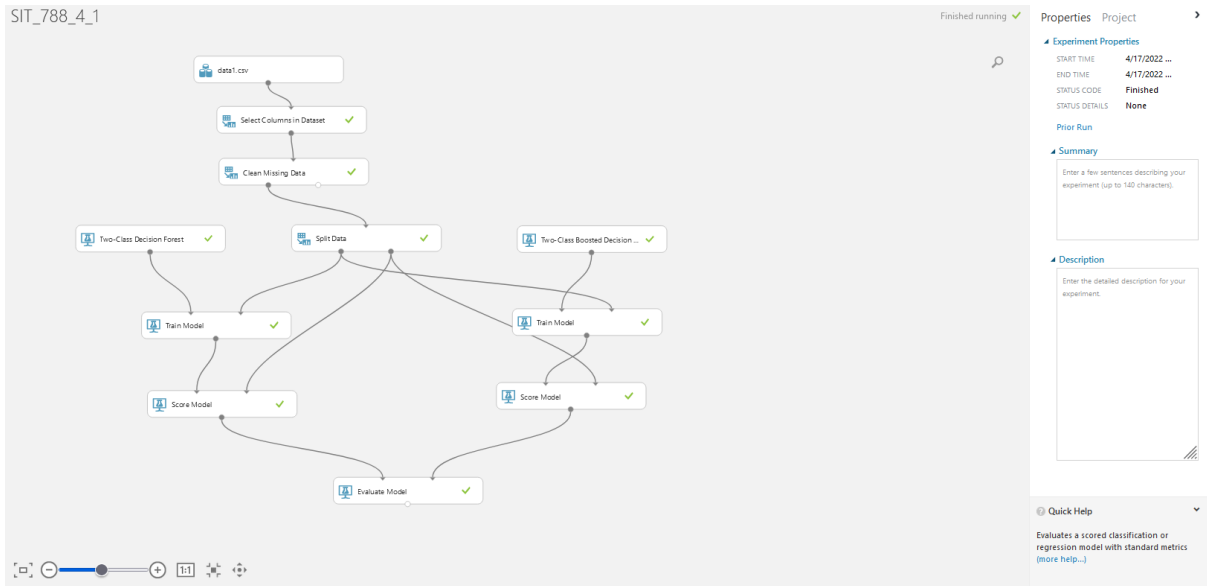 SIT_788_4_1
Finished running
data1.csv
Select Columns in Dataset
Clean Missing Data
Two-Class Decision Forest
Split Data
Two-Class Boosted Decision ...
Train Model
Train Model
Score Model
Score Model
Evaluate Model
1:1
Properties Project
Experiment Properties
START TIME 4/17/2022 ...
END TIME 4/17/2022 ...
STATUS CODE Finished
STATUS DETAILS None
Prior Run
Summary
Enter a few sentences describing your
experiment (up to 140 characters).
Description
Enter the detailed description for your
experiment.
Quick Help
Evaluates a scored classification or
regression model with standard metrics
(more help...)